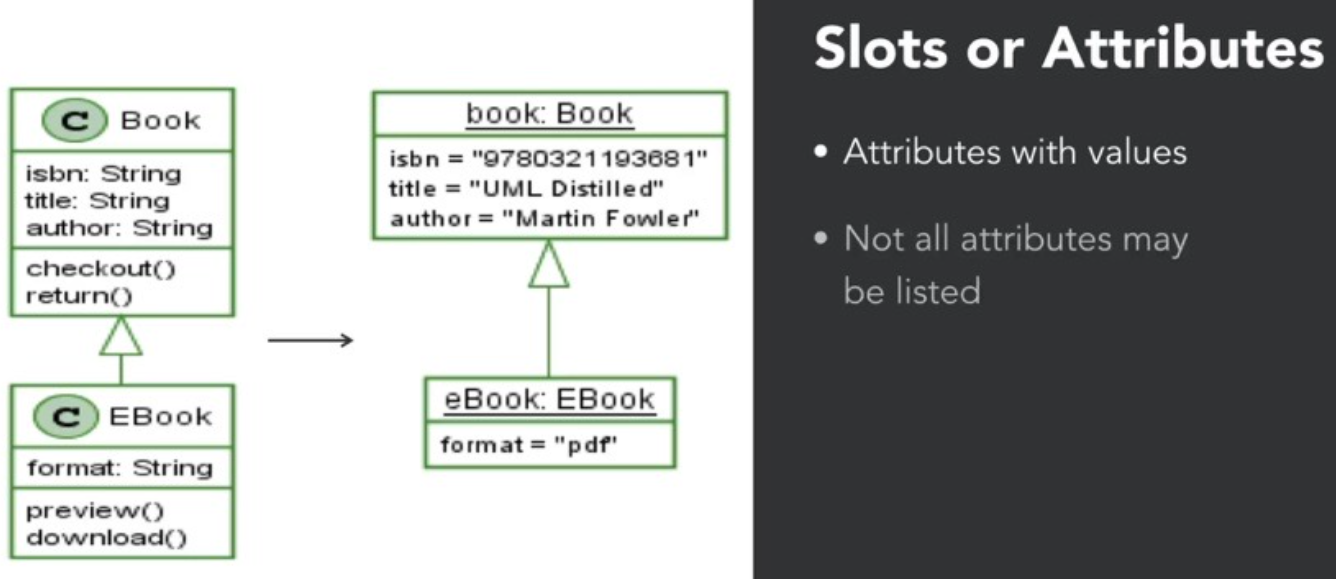 C Book
isbn: String
title: String
author: String
checkout()
return()
C EBook
format: String
preview()
download()
book: Book
isbn = "9780321193681"
title = "UML Distilled"
author = "Martin Fowler"
eBook: EBook
format = "pdf"
Slots or Attributes
• Attributes with values
• Not all attributes may
be listed